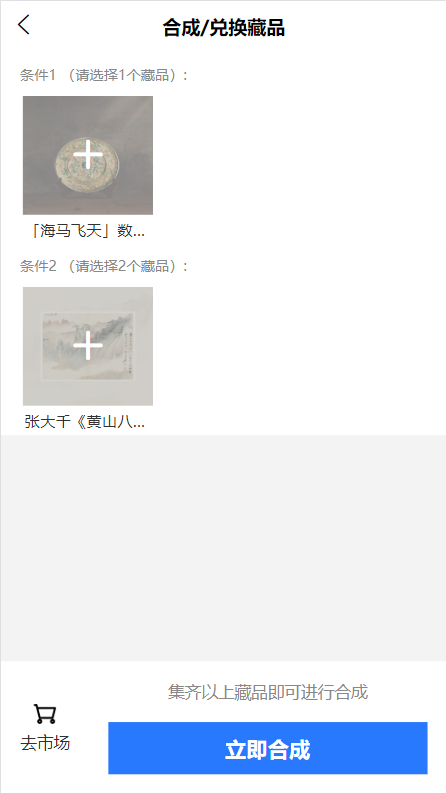 合成/兑换藏品
条件1 （请选择1个藏品）:
「海马飞天」数...
条件2 （请选择2个藏品）:
张大千《黄山八...
集齐以上藏品即可进行合成
去市场
立即合成